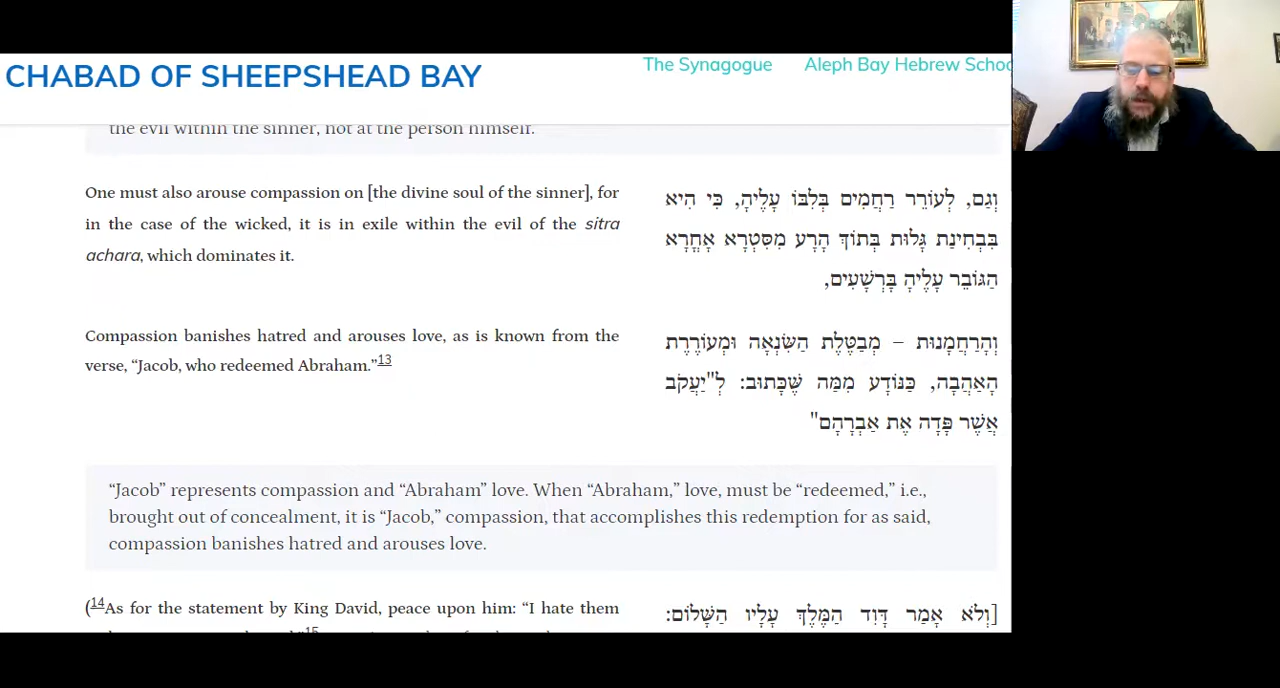 CHABAD OF SHEEPSHEAD BAY
The Synagogue Aleph Bay Hebrew Schoo
the evil within the sinner, not at the person himself.
One must also arouse compassion on [the divine soul of the sinner], for
in the case of the wicked, it is in exile within the evil of the sitra
achara, which dominates it.
וְגַם, לְעוֹרֵר רַחֲמִים בְּלִבּוֹ עָלֶיהָ, כִּי הִיא
בִּבְחִינַת גָּלוּת בְּתוֹךְ הָרָע מִסִּטְרָא אָחֳרָא
הַגּוֹבֵר עָלֶיהָ בָּרְשָׁעִים,
Compassion banishes hatred and arouses love, as is known from the
verse, “Jacob, who redeemed Abraham.”13
וְהָרַחֲמָנוּת – מְבַטֶּלֶת הַשִּׂנְאָה וּמְעוֹרֶרֶת
הָאַהֲבָה, כַּנּוֹדָע מִמַּה שֶּׁכָּתוּב: לְ"יַעֲקֹב
אֲשֶׁר פָּדָה אֶת אַבְרָהָם"
“Jacob” represents compassion and “Abraham” love. When “Abraham,” love, must be “redeemed,” i.e.,
brought out of concealment, it is “Jacob,” compassion, that accomplishes this redemption for as said,
compassion banishes hatred and arouses love.
(14As for the statement by King David, peace upon him: “I hate them
15
[וְלֹא אָמַר דָּוִד הַמֶּלֶךְ עָלָיו הַשָּׁלוֹם: